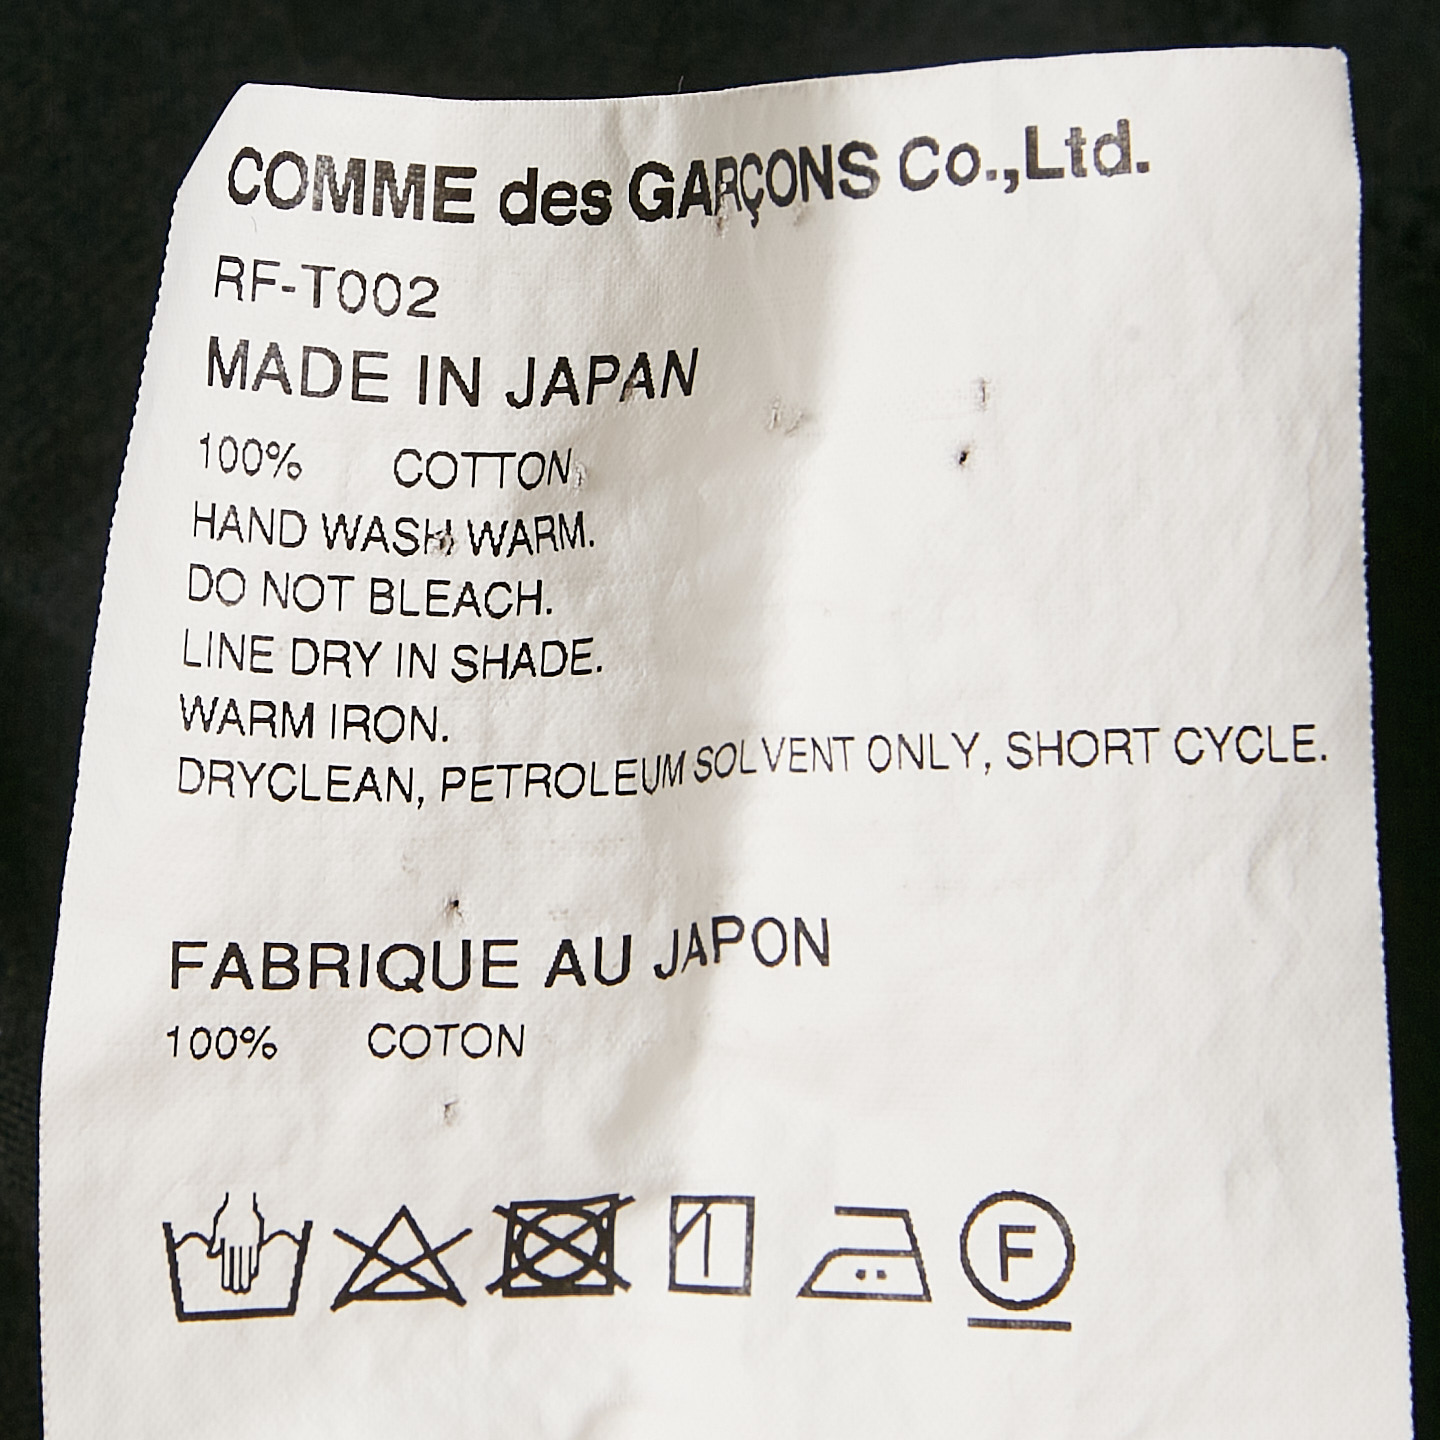 COMME des GARÇONS Co.,Ltd.
RF-T002
MADE IN JAPAN
100% COTTON
HAND WASH WARM.
DO NOT BLEACH.
LINE DRY IN SHADE.
WARM IRON.
DRYCLEAN, PETROLEUM SOLVENT ONLY, SHORT CYCLE.
FABRIQUE AU JAPON
100% COTON
F